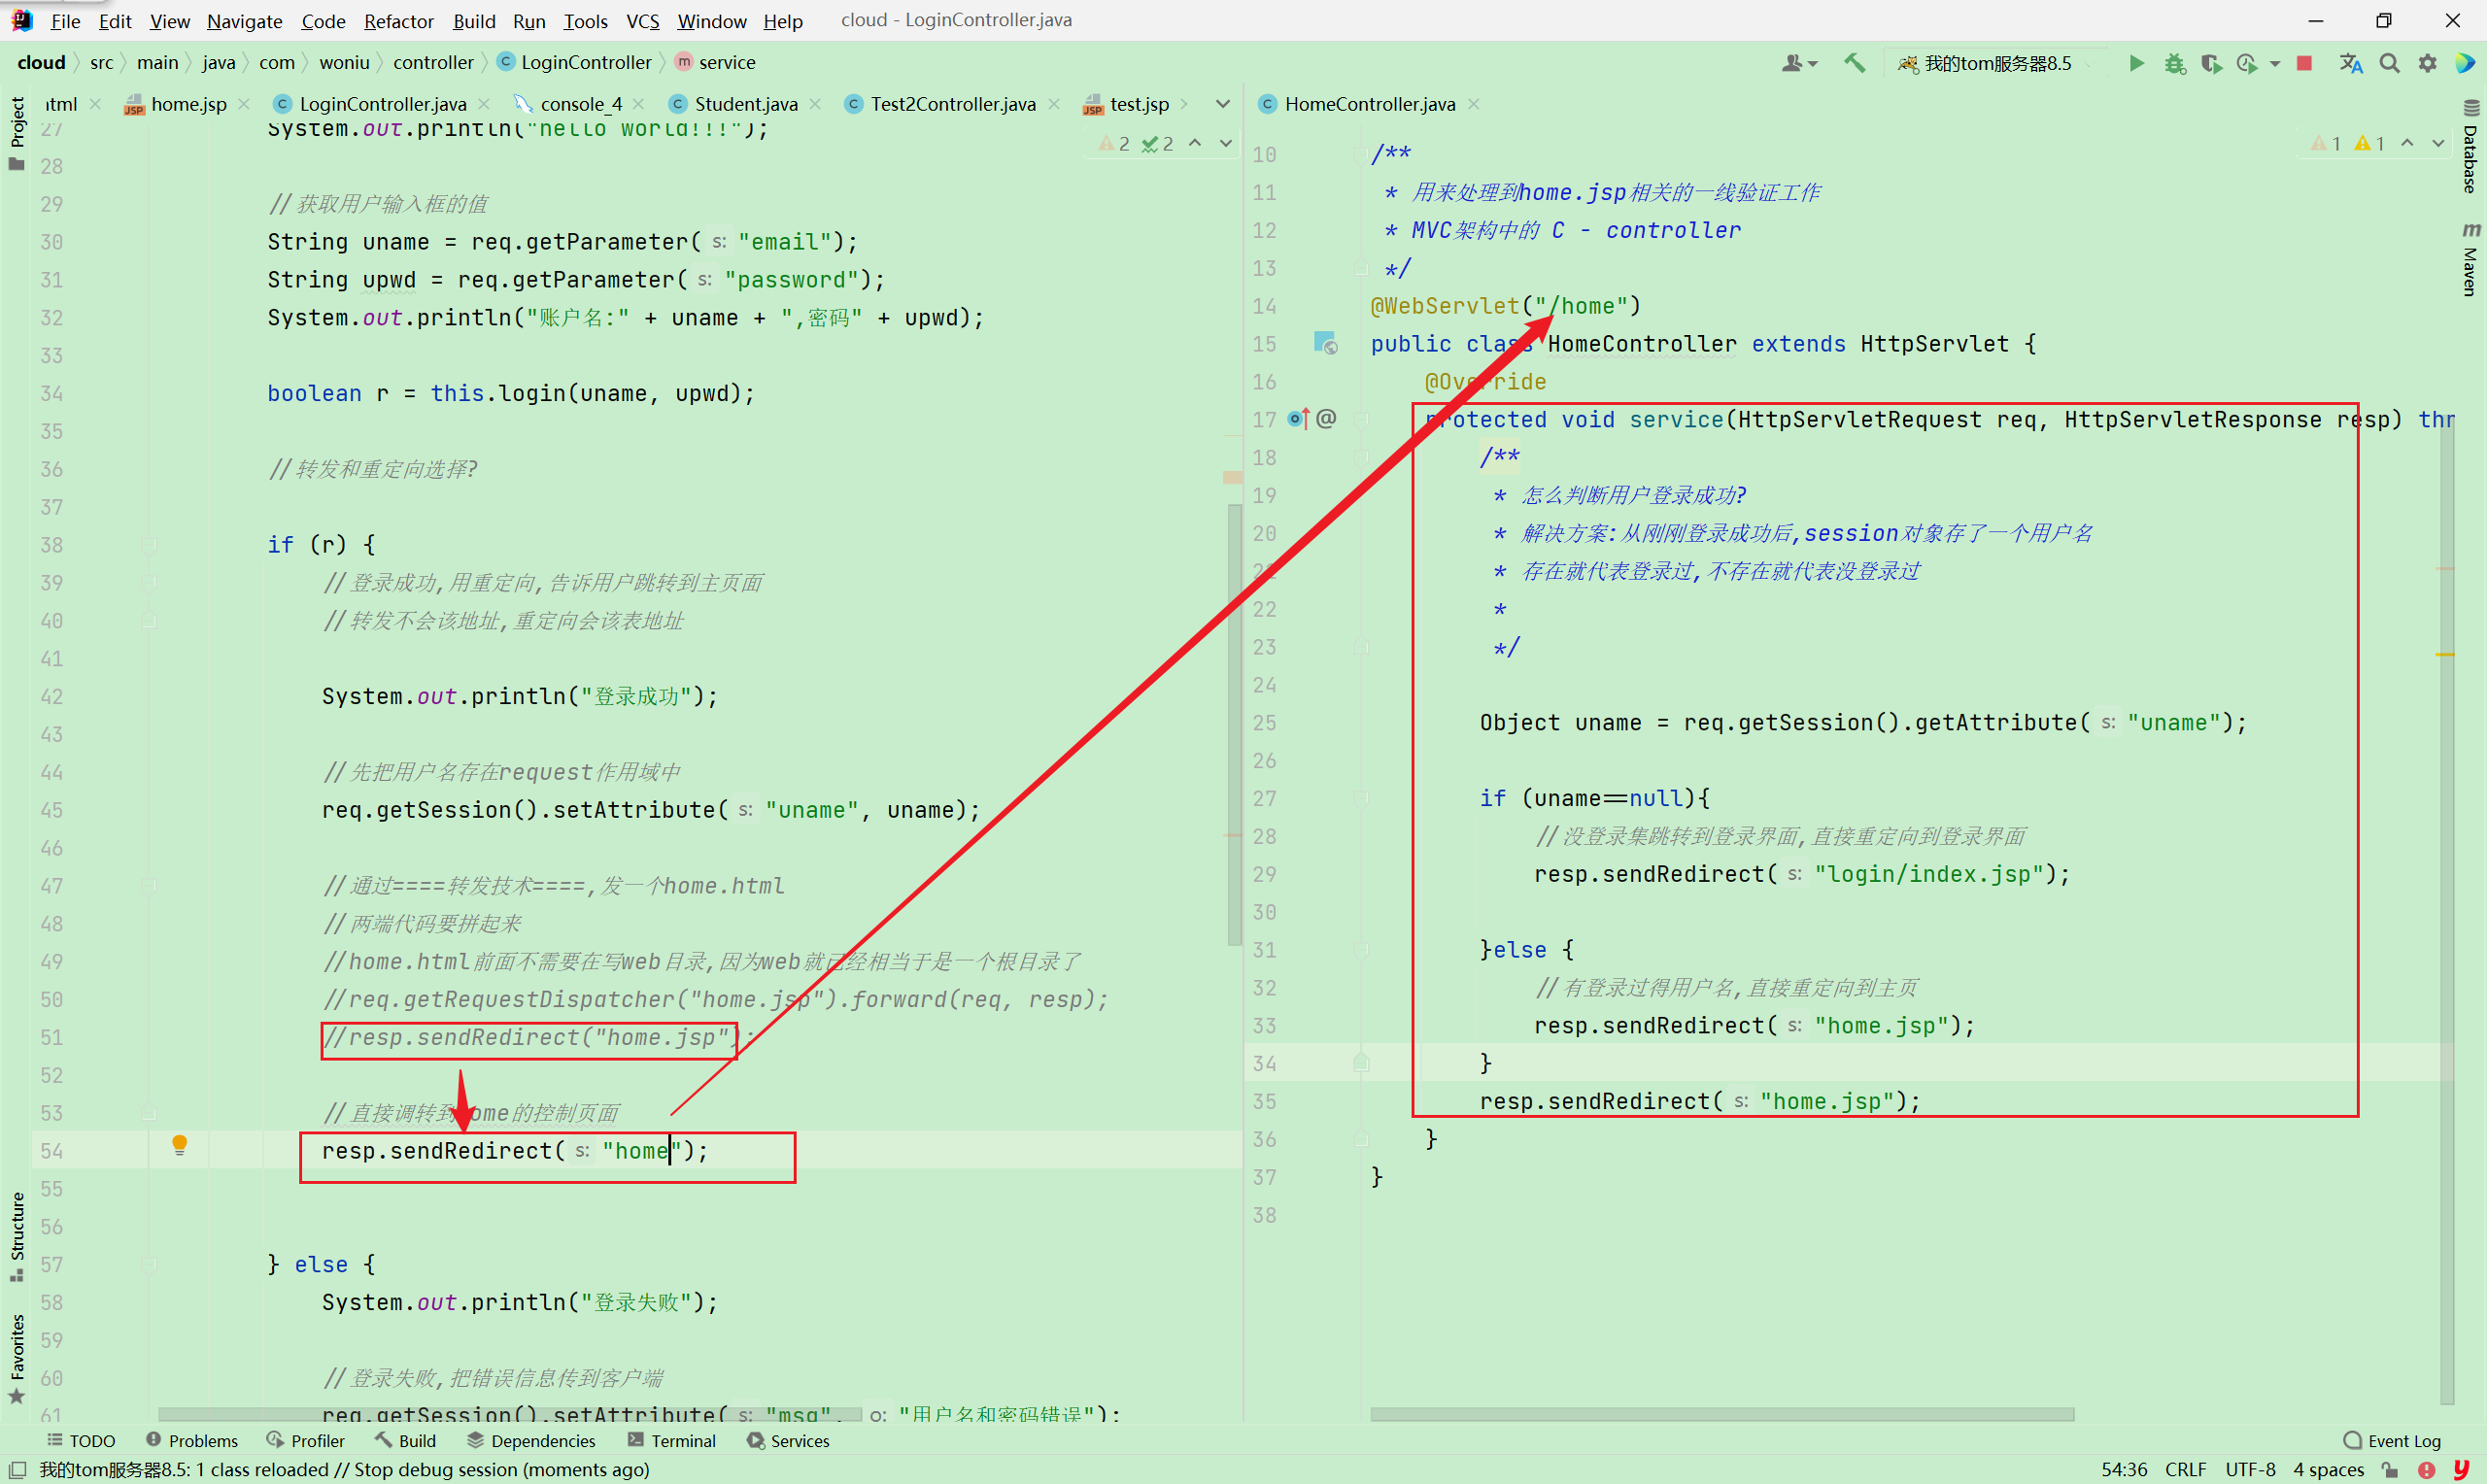 File Edit View Navigate Code Refactor Build Run Tools VCS Window Help cloud - LoginController.java
cloud src main java com woniu controller LoginController service
我的tom服务器8.5
Project
home.jsp LoginController.java console_4 Student.java Test2Controller.java test.jsp
HomeController.java
2 2
1 1
Database
Maven
27 System.out.println("hello world!!!");
28
29 //获取用户输入框的值
30 String uname = req.getParameter( s: "email");
31 String upwd = req.getParameter( s: "password");
32 System.out.println("账户名:" + uname + ",密码" + upwd);
33
34 boolean r = this.login(uname, upwd);
35
36 //转发和重定向选择?
37
38 if (r) {
39 //登录成功,用重定向,告诉用户跳转到主页面
40 //转发不会该地址,重定向会该表地址
41
42 System.out.println("登录成功");
43
44 //先把用户名存在request作用域中
45 req.getSession().setAttribute( s: "uname", uname);
46
47 //通过====转发技术====,发一个home.html
48 //两端代码要拼起来
49 //home.html前面不需要在写web目录,因为web就已经相当于是一个根目录了
50 //req.getRequestDispatcher("home.jsp").forward(req, resp);
51 //resp.sendRedirect("home.jsp");
52
53 //直接调转到home的控制页面
54 resp.sendRedirect( s: "home");
55
56
57 } else {
58 System.out.println("登录失败");
59
60 //登录失败,把错误信息传到客户端
61 req.getSession().setAttribute( s: "msg", o: "用户名和密码错误");
10 /**
11 * 用来处理到home.jsp相关的一线验证工作
12 * MVC架构中的 C - controller
13 */
14 @WebServlet("/home")
15 public class HomeController extends HttpServlet {
16 @Override
17 protected void service(HttpServletRequest req, HttpServletResponse resp) thr
18 /**
19 * 怎么判断用户登录成功?
20 * 解决方案:从刚刚登录成功后,session对象存了一个用户名
21 * 存在就代表登录过,不存在就代表没登录过
22 *
23 */
24
25 Object uname = req.getSession().getAttribute( s: "uname");
26
27 if (uname==null){
28 //没登录集跳转到登录界面,直接重定向到登录界面
29 resp.sendRedirect( s: "login/index.jsp");
30
31 }else {
32 //有登录过得用户名,直接重定向到主页
33 resp.sendRedirect( s: "home.jsp");
34 }
35 resp.sendRedirect( s: "home.jsp");
36 }
37 }
38
Structure
Favorites
TODO Problems Profiler Build Dependencies Terminal Services Event Log
我的tom服务器8.5: 1 class reloaded // Stop debug session (moments ago) 54:36 CRLF UTF-8 4 spaces